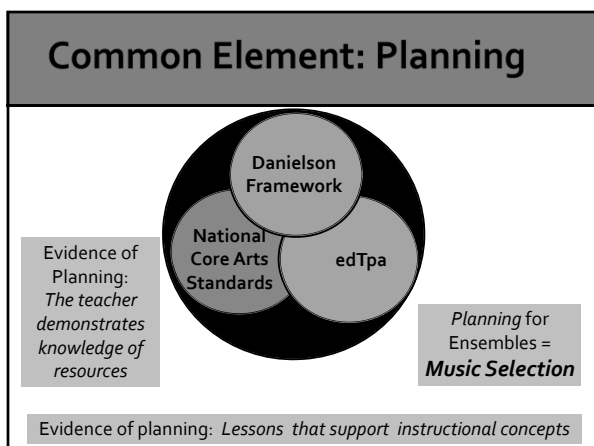 Common Element: Planning
Danielson
Framework
National
Core Arts
Standards
edTpa
Evidence of
Planning:
The teacher
demonstrates
knowledge of
resources
Planning for
Ensembles =
Music Selection
Evidence of planning: Lessons that support instructional concepts